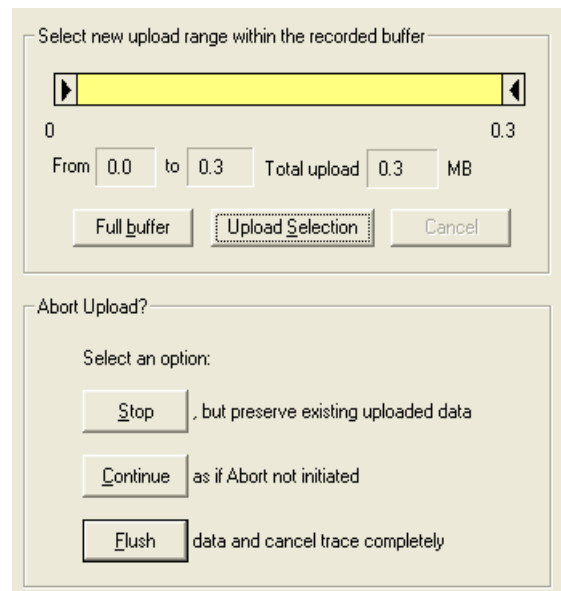 Select new upload range within the recorded buffer
0 0.3
From 0.0 to 0.3 Total upload 0.3 MB
Full buffer Upload Selection Cancel
Abort Upload?
Select an option:
Stop , but preserve existing uploaded data
Continue as if Abort not initiated
Flush data and cancel trace completely